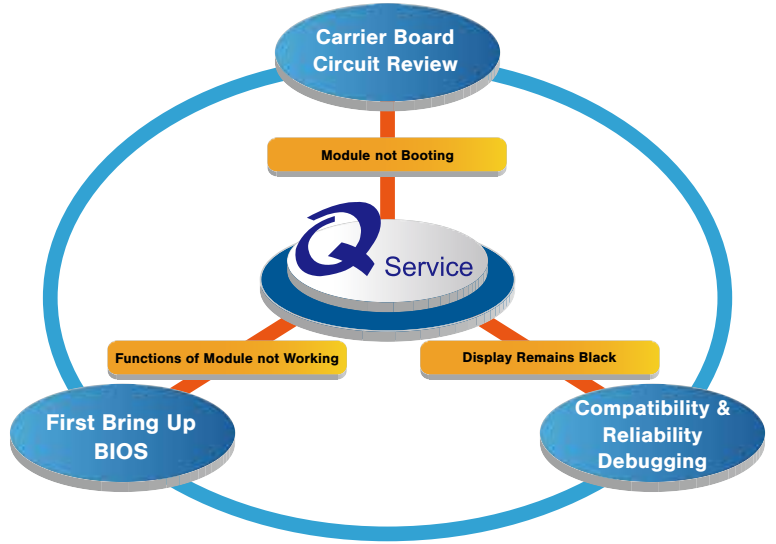 Carrier Board
Circuit Review
Module not Booting
Q Service
Functions of Module not Working
Display Remains Black
First Bring Up
BIOS
Compatibility &
Reliability
Debugging